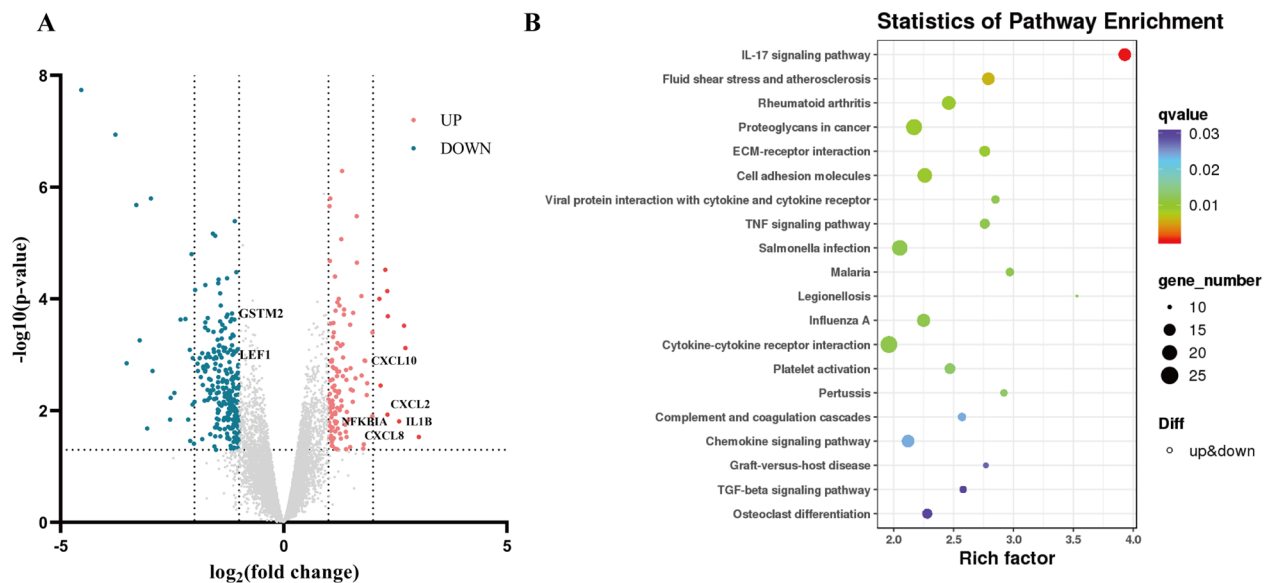 A
8
6
4
2
0
-5
0
5
-log10(p-value)
log2(fold change)
UP
DOWN
GSTM2
LEF1
CXCL10
CXCL2
NFKBIA
IL1B
CXCL8
B
Statistics of Pathway Enrichment
IL-17 signaling pathway
Fluid shear stress and atherosclerosis
Rheumatoid arthritis
Proteoglycans in cancer
ECM-receptor interaction
Cell adhesion molecules
Viral protein interaction with cytokine and cytokine receptor
TNF signaling pathway
Salmonella infection
Malaria
Legionellosis
Influenza A
Cytokine-cytokine receptor interaction
Platelet activation
Pertussis
Complement and coagulation cascades
Chemokine signaling pathway
Graft-versus-host disease
TGF-beta signaling pathway
Osteoclast differentiation
2.0 2.5 3.0 3.5 4.0
Rich factor
qvalue
0.03
0.02
0.01
gene_number
10
15
20
25
Diff
up&down